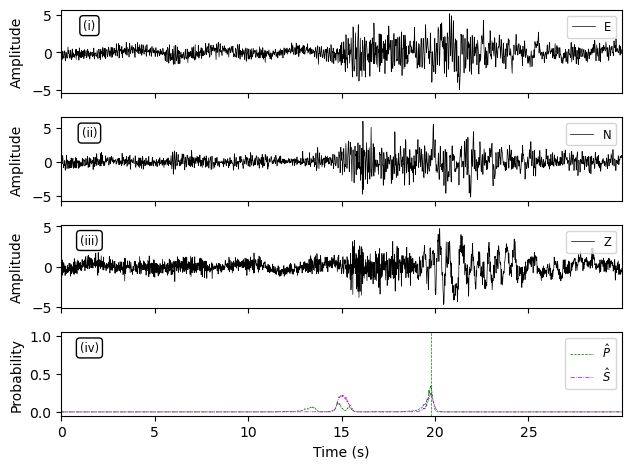 (i)
E
Amplitude
5
0
−5
(ii)
N
Amplitude
5
0
−5
(iii)
Z
Amplitude
5
0
−5
(iv)
P̂
Ŝ
Probability
1.0
0.5
0.0
0 5 10 15 20 25
Time (s)